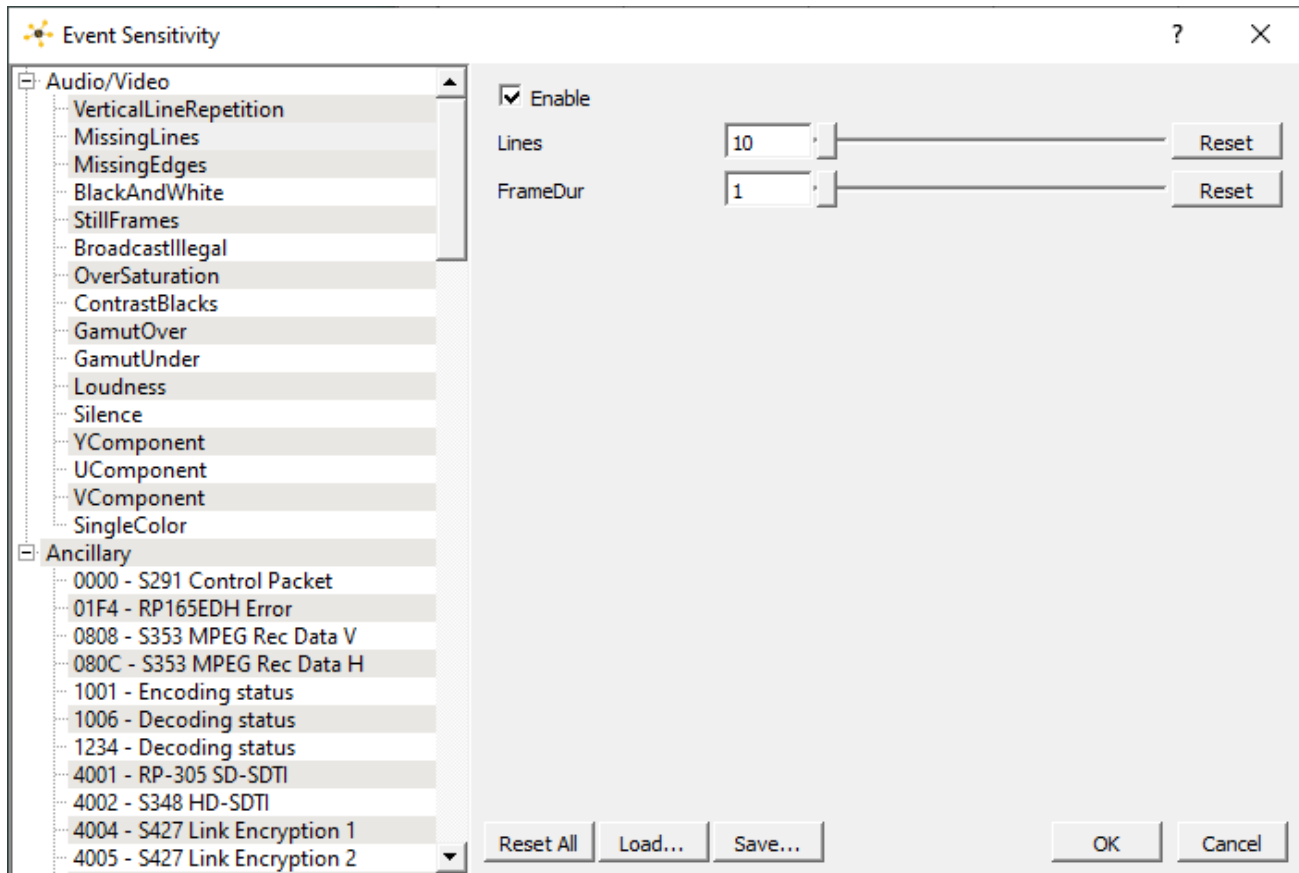 Event Sensitivity
?
Audio/Video
VerticalLineRepetition
MissingLines
MissingEdges
BlackAndWhite
StillFrames
BroadcastIllegal
OverSaturation
ContrastBlacks
GamutOver
GamutUnder
Loudness
Silence
YComponent
UComponent
VComponent
SingleColor
Ancillary
0000 - S291 Control Packet
01F4 - RP165EDH Error
0808 - S353 MPEG Rec Data V
080C - S353 MPEG Rec Data H
1001 - Encoding status
1006 - Decoding status
1234 - Decoding status
4001 - RP-305 SD-SDTI
4002 - S348 HD-SDTI
4004 - S427 Link Encryption 1
4005 - S427 Link Encryption 2
Enable
Lines 10 Reset
FrameDur 1 Reset
Reset All Load... Save... OK Cancel